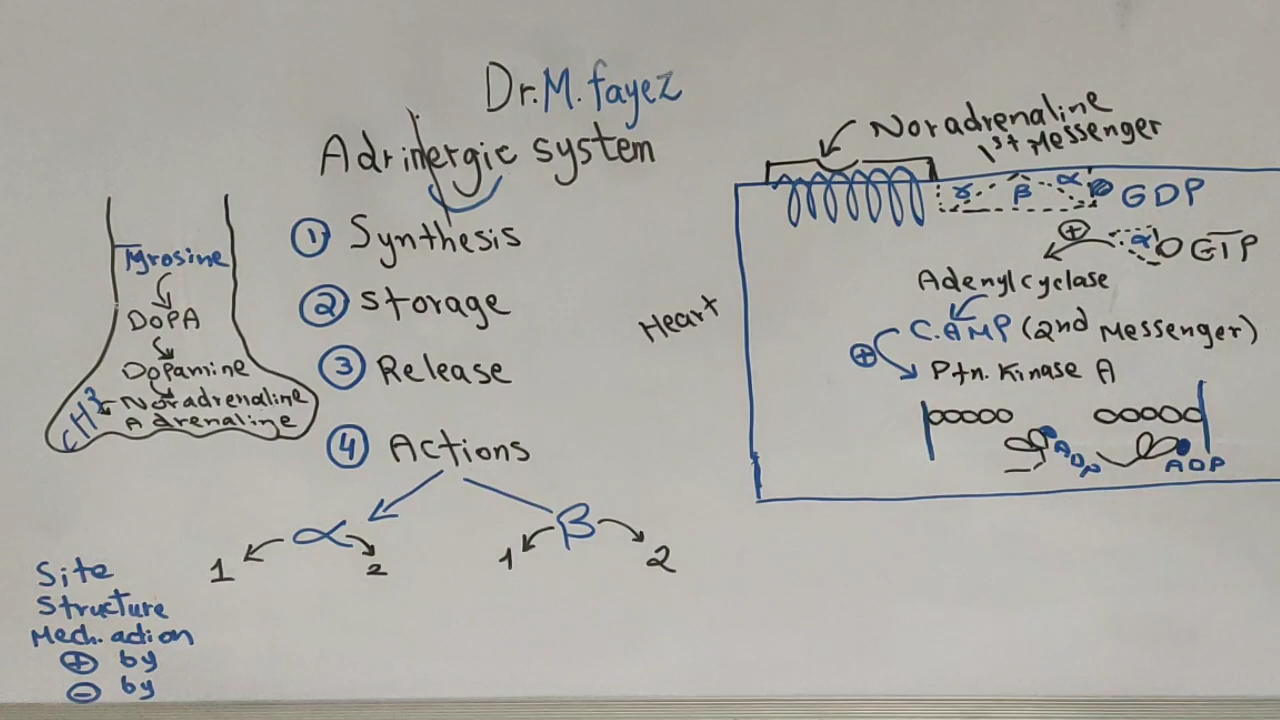 Dr. M. fayez
Adrinergic system
① Synthesis
② Storage
③ Release
④ Actions
α β
1 2 1 2
Tyrosine
DOPA
Dopamine
Noradrenaline
Adrenaline
CH3
Site
Structure
Mech. action
⊕ by
⊖ by
Heart
Noradrenaline
1st Messenger
γ β α GDP
⊕ α GTP
Adenylcyclase
C.AMP (2nd Messenger)
⊕ Ptn. Kinase A
ADP ADP